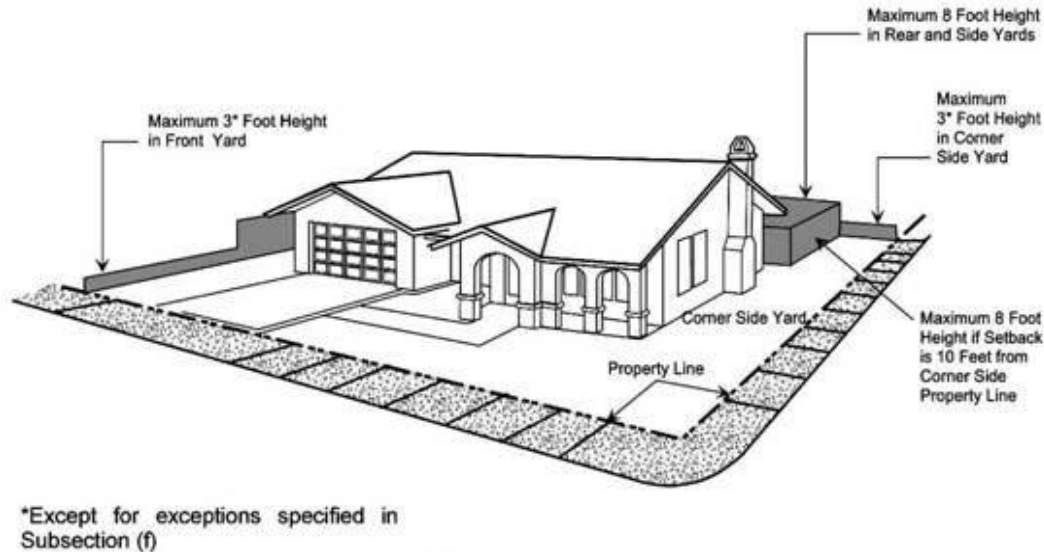 Maximum 8 Foot Height
in Rear and Side Yards
Maximum
3* Foot Height
in Corner
Side Yard
Maximum 3* Foot Height
in Front Yard
Corner Side Yard
Maximum 8 Foot
Height if Setback
is 10 Feet from
Corner Side
Property Line
Property Line
*Except for exceptions specified in
Subsection (f)